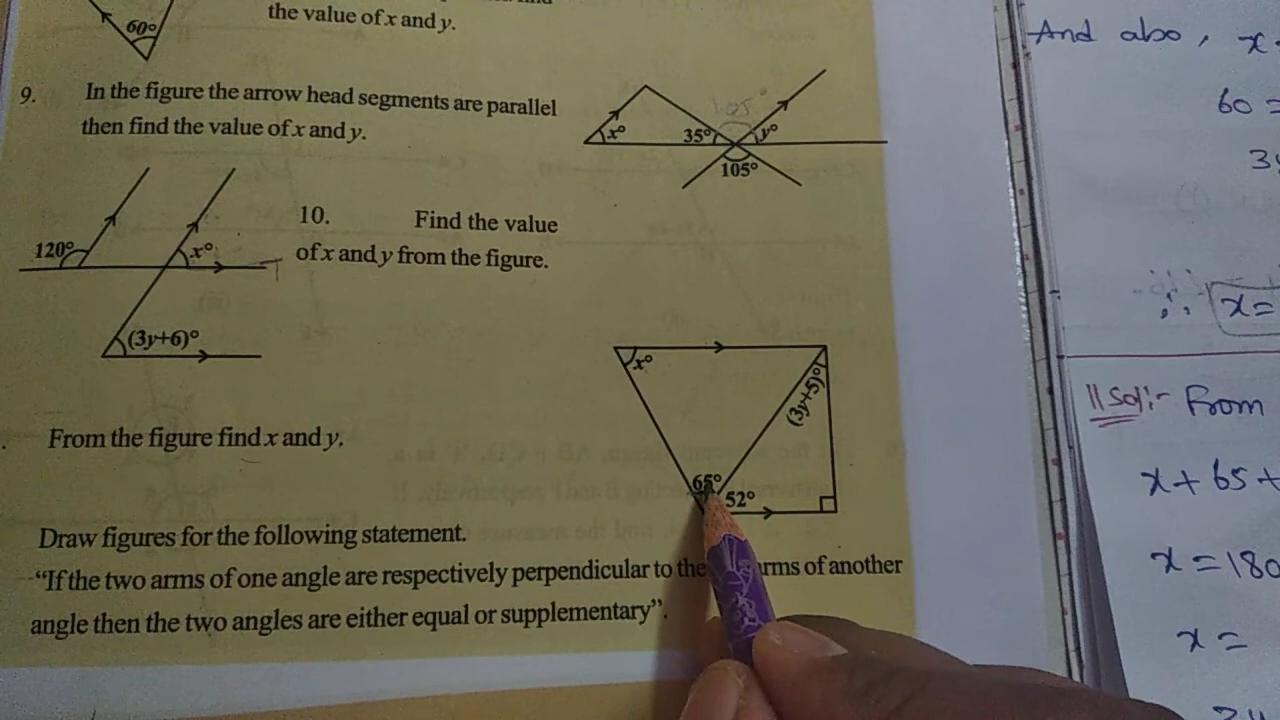 60°
the value of x and y.
9. In the figure the arrow head segments are parallel
then find the value of x and y.
105°
x° 35° y°
105°
120° x°
(3y+6)°
10. Find the value
of x and y from the figure.
x° (3y+5)°
65° 52°
From the figure find x and y.
Draw figures for the following statement.
“If the two arms of one angle are respectively perpendicular to the arms of another
angle then the two angles are either equal or supplementary”.
And also, x
60 =
∴ x =
11 Sol:- From
x + 65 +
x = 180
x =